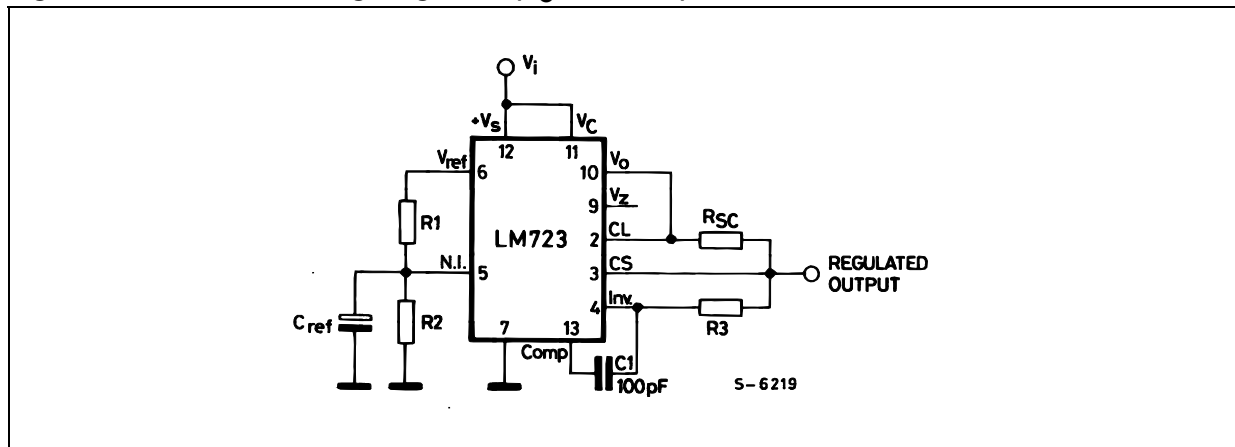 Vi
+Vs
VC
12
11
Vref
6
Vo
10
Vz
9
R1
LM723
CL
2
RSC
N.I.
5
CS
3
REGULATED
OUTPUT
Inv.
4
R3
Cref
R2
7
13
Comp
C1
100pF
S-6219